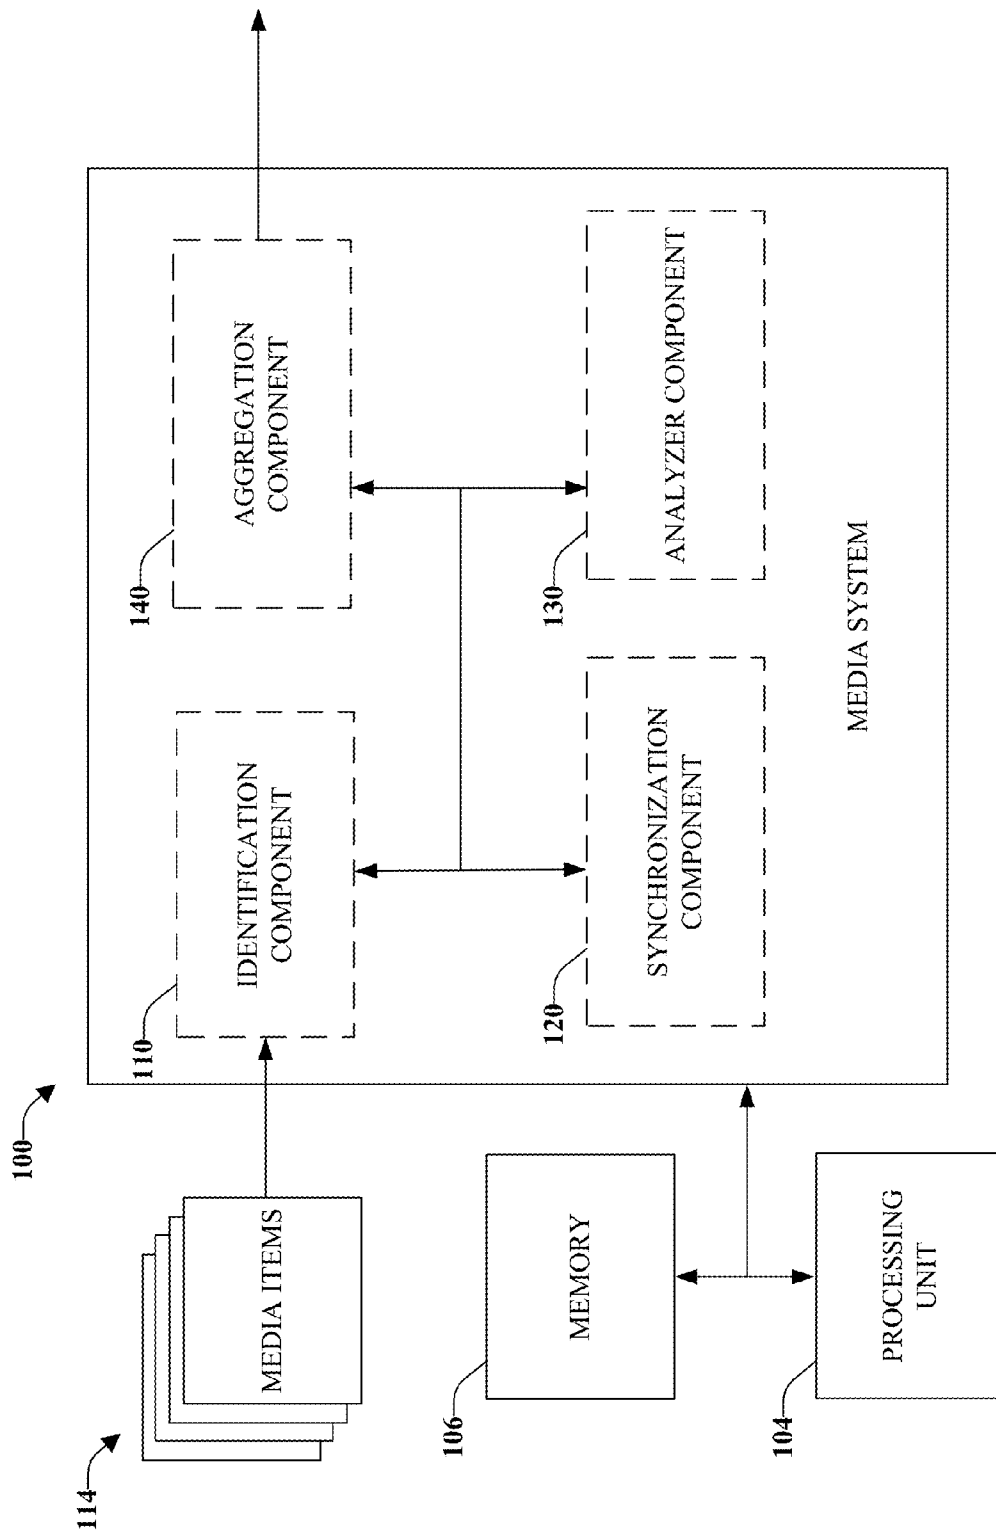 100
114
MEDIA ITEMS
110
IDENTIFICATION
COMPONENT
140
AGGREGATION
COMPONENT
106
MEMORY
120
SYNCHRONIZATION
COMPONENT
130
ANALYZER COMPONENT
104
PROCESSING
UNIT
MEDIA SYSTEM